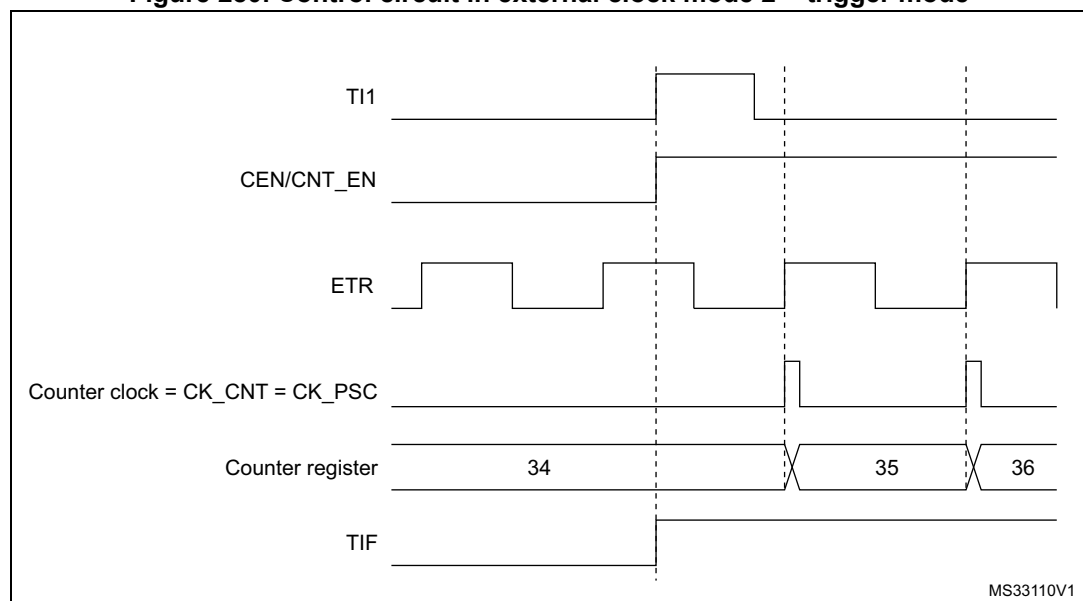 Figure Control circuit in external clock mode 2 trigger mode
TI1
CEN/CNT_EN
ETR
Counter clock = CK_CNT = CK_PSC
Counter register 34 35 36
TIF
MS33110V1